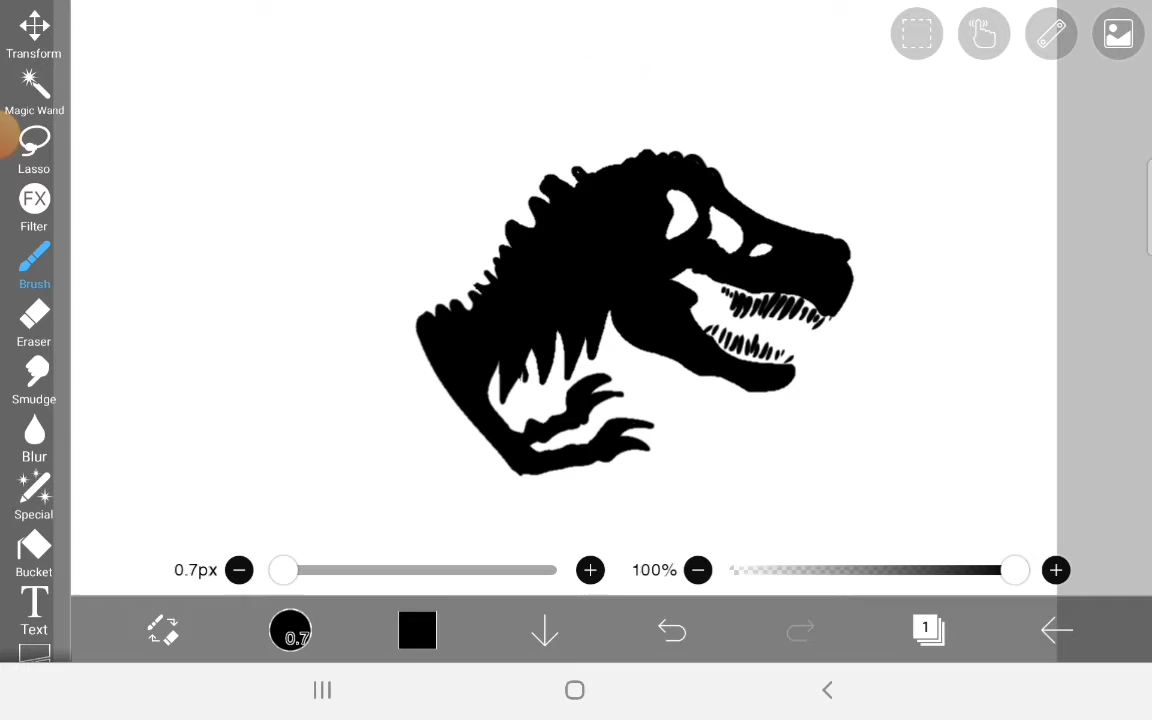 Transform
Magic Wand
Lasso
FX
Filter
Brush
Eraser
Smudge
Blur
Special
Bucket
T
Text
0.7px
100%
0.7
1